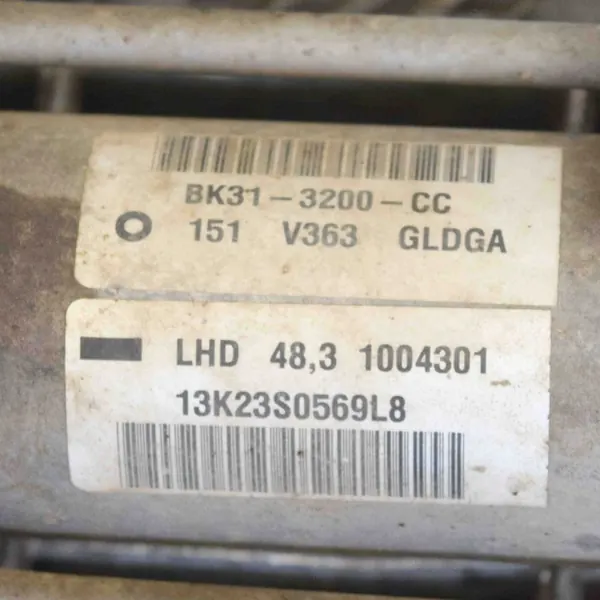 BK31-3200-CC
151 V363 GLDGA
LHD 48,3 1004301
13K23S0569L8